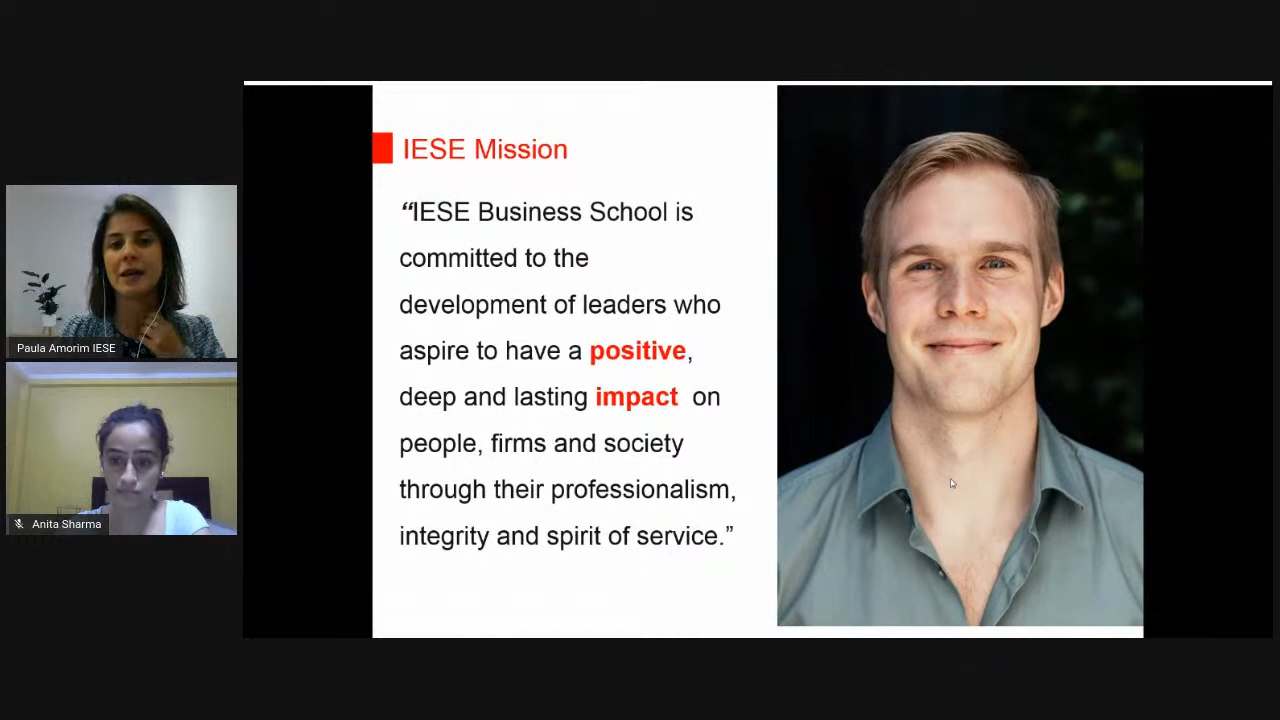 IESE Mission
“IESE Business School is
committed to the
development of leaders who
aspire to have a positive,
deep and lasting impact on
people, firms and society
through their professionalism,
integrity and spirit of service.”
Paula Amorim IESE
Anita Sharma